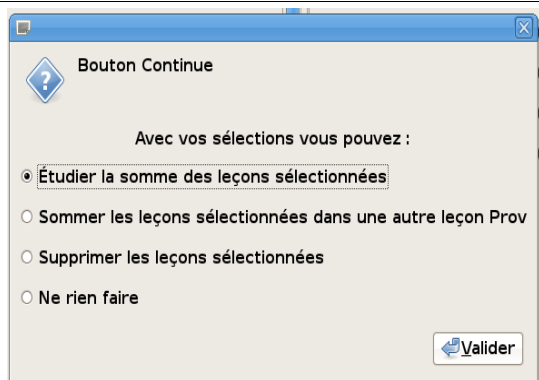 Bouton Continue
Avec vos sélections vous pouvez :
Étudier la somme des leçons sélectionnées
Sommer les leçons sélectionnées dans une autre leçon Prov
Supprimer les leçons sélectionnées
Ne rien faire
Valider